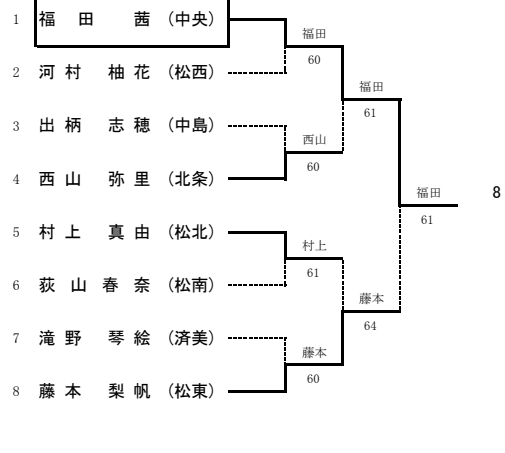 1 福田 茜 (中央)
福田
60
2 河村 柚花 (松西)
福田
61
3 出柄 志穂 (中島)
西山
60
4 西山 弥里 (北条)
福田
61
8
5 村上 真由 (松北)
村上
61
6 荻山 春奈 (松南)
藤本
64
7 滝野 琴絵 (済美)
藤本
60
8 藤本 梨帆 (松東)